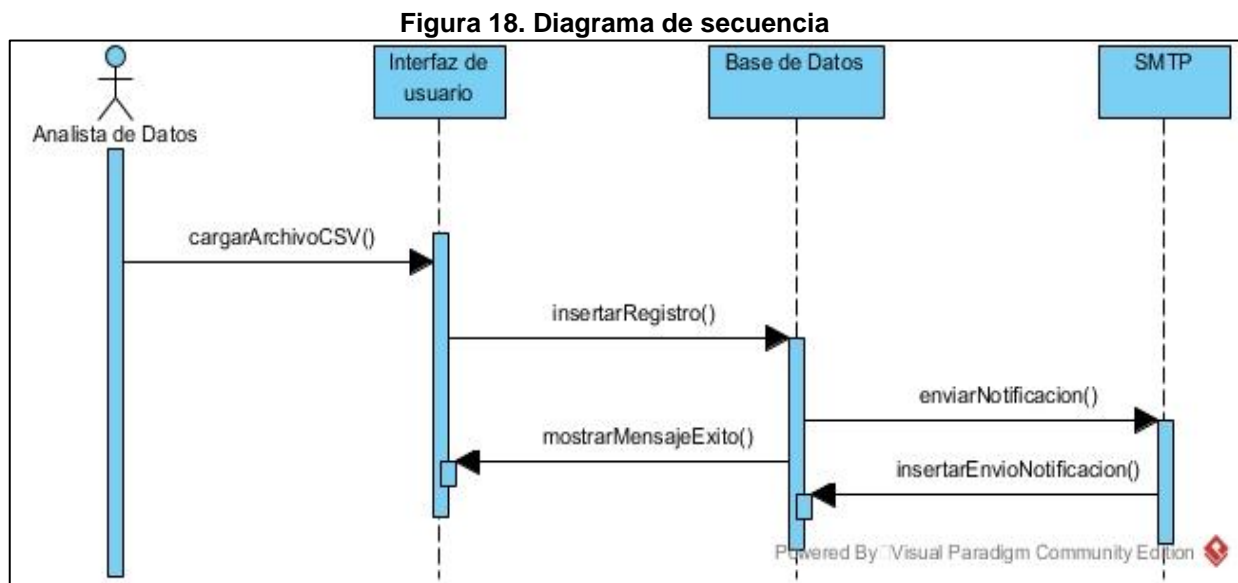 Figura 18. Diagrama de secuencia
Interfaz de
usuario
Base de Datos
SMTP
Analista de Datos
cargarArchivoCSV()
insertarRegistro()
enviarNotificacion()
mostrarMensajeExito()
insertarEnvioNotificacion()
Powered By Visual Paradigm Community Edition